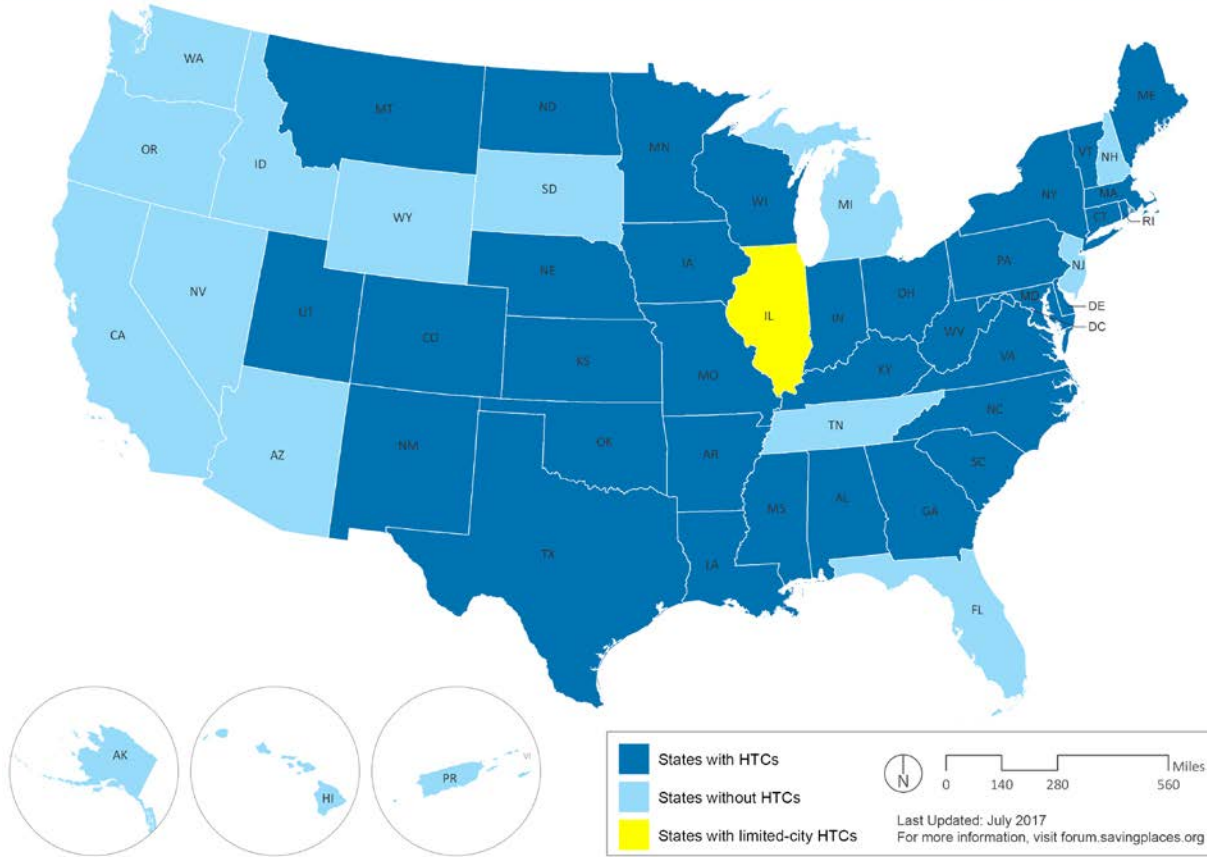 WA
MT
ND
MN
ME
OR
ID
SD
WI
MI
VT
NH
NY
MA
CT
RI
WY
NE
IA
PA
NJ
NV
UT
CO
IL
IN
OH
MD
DE
DC
CA
KS
MO
WV
VA
KY
AZ
NM
OK
AR
TN
NC
SC
TX
LA
MS
AL
GA
FL
AK
HI
PR
VI
States with HTCs
States without HTCs
States with limited-city HTCs
N
Miles
0 140 280 560
Last Updated: July 2017
For more information, visit forum.savingplaces.org